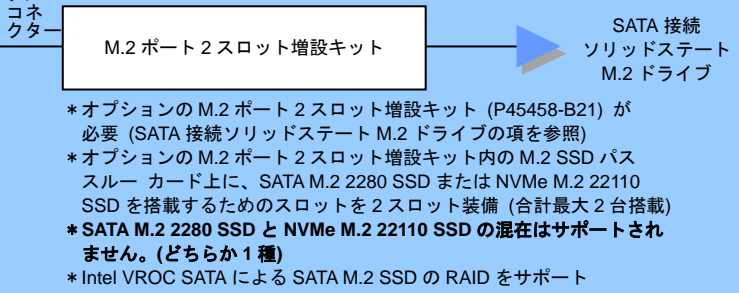 コネ
クター
M.2 ポート 2 スロット増設キット
SATA 接続
ソリッドステート
M.2 ドライブ
* オプションの M.2 ポート 2 スロット増設キット (P45458-B21) が
必要 (SATA 接続ソリッドステート M.2 ドライブの項を参照)
* オプションの M.2 ポート 2 スロット増設キット内の M.2 SSD パス
スルー カード上に、SATA M.2 2280 SSD または NVMe M.2 22110
SSD を搭載するためのスロットを 2 スロット装備 (合計最大 2 台搭載)
* SATA M.2 2280 SSD と NVMe M.2 22110 SSD の混在はサポートされ
ません。(どちらか 1 種)
* Intel VROC SATA による SATA M.2 SSD の RAID をサポート